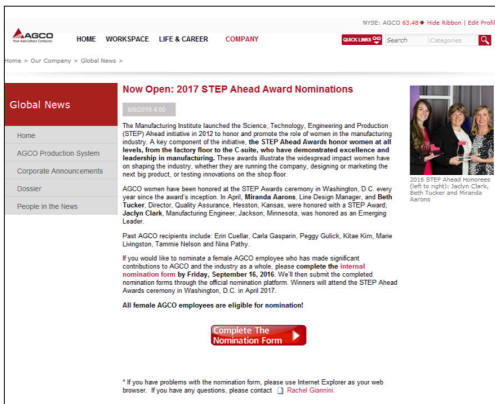 NYSE: AGCO 63.48 Hide Ribbon | Edit Profil
AGCO
Your Agriculture Company
HOME WORKSPACE LIFE & CAREER COMPANY
QUICK LINKS Search Categories
Home > Our Company > Global News >
Global News
Home
AGCO Production System
Corporate Announcements
Dossier
People in the News
Now Open: 2017 STEP Ahead Award Nominations
The Manufacturing Institute launched the Science, Technology, Engineering and Production
(STEP) Ahead initiative in 2012 to honor and promote the role of women in the manufacturing
industry. A key component of the initiative, the STEP Ahead Awards honor women at all
levels, from the factory floor to the C-suite, who have demonstrated excellence and
leadership in manufacturing. These awards illustrate the widespread impact women have
on shaping the industry, whether they are running the company, designing or marketing the
next big product, or testing innovations on the shop floor.
AGCO women have been honored at the STEP Awards ceremony in Washington, D.C. every
year since the award's inception. In April, Miranda Aarons, Line Design Manager, and Beth
Tucker, Director, Quality Assurance, Hesston, Kansas, were honored with a STEP Award;
Jaclyn Clark, Manufacturing Engineer, Jackson, Minnesota, was honored as an Emerging
Leader.
Past AGCO recipients include: Erin Cuellar, Carla Gasparin, Peggy Gulick, Kitae Kim, Marie
Livingston, Tammie Nelson and Nina Pathy.
If you would like to nominate a female AGCO employee who has made significant
contributions to AGCO and the industry as a whole, please complete the internal
nomination form by Friday, September 16, 2016. We'll then submit the completed
nomination forms through the official nomination platform. Winners will attend the STEP Ahead
Awards ceremony in Washington, D.C. in April 2017.
All female AGCO employees are eligible for nomination!
Complete The
Nomination Form
* If you have problems with the nomination form, please use Internet Explorer as your web
browser. If you have any questions, please contact Rachel Giannini.
2016 STEP Ahead Honorees
(left to right): Jaclyn Clark,
Beth Tucker and Miranda
Aarons